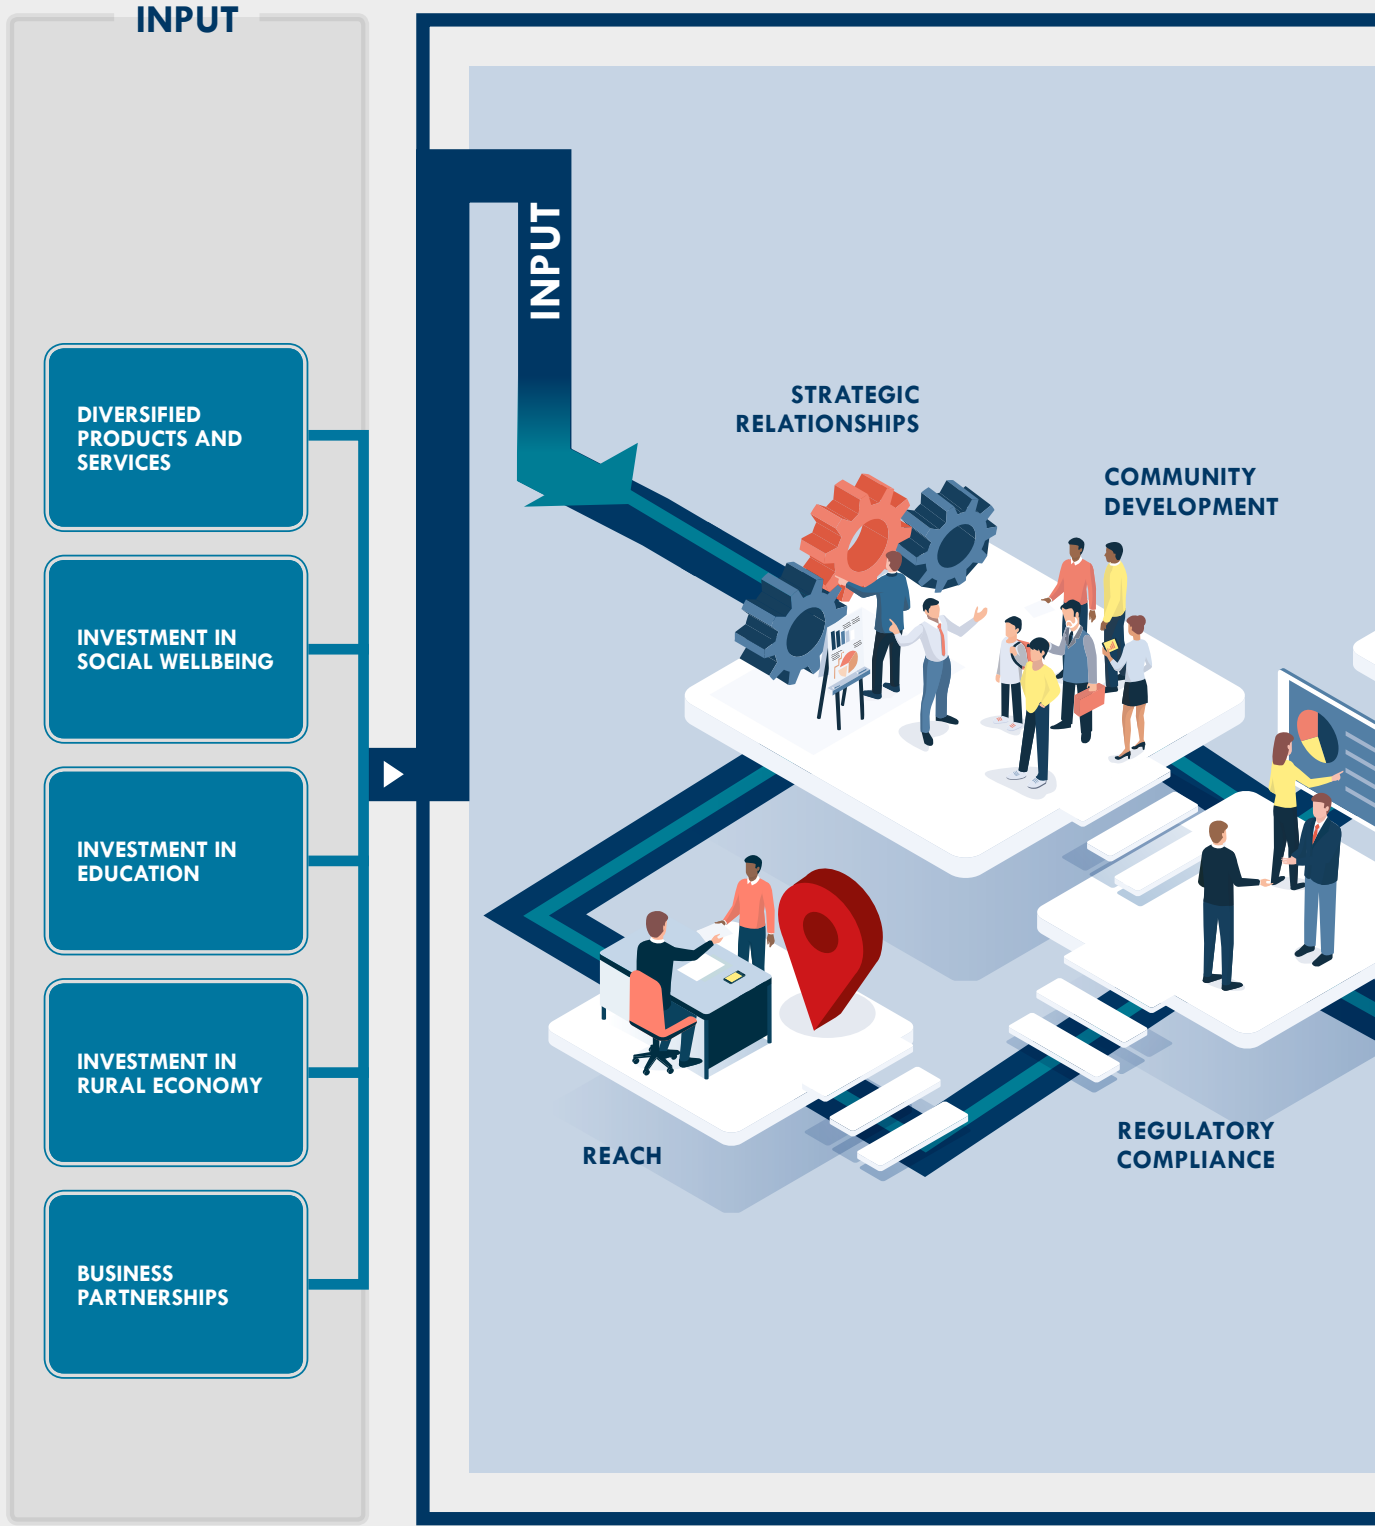 INPUT
DIVERSIFIED
PRODUCTS AND
SERVICES
INVESTMENT IN
SOCIAL WELLBEING
INVESTMENT IN
EDUCATION
INVESTMENT IN
RURAL ECONOMY
BUSINESS
PARTNERSHIPS
INPUT
STRATEGIC
RELATIONSHIPS
COMMUNITY
DEVELOPMENT
REACH
REGULATORY
COMPLIANCE